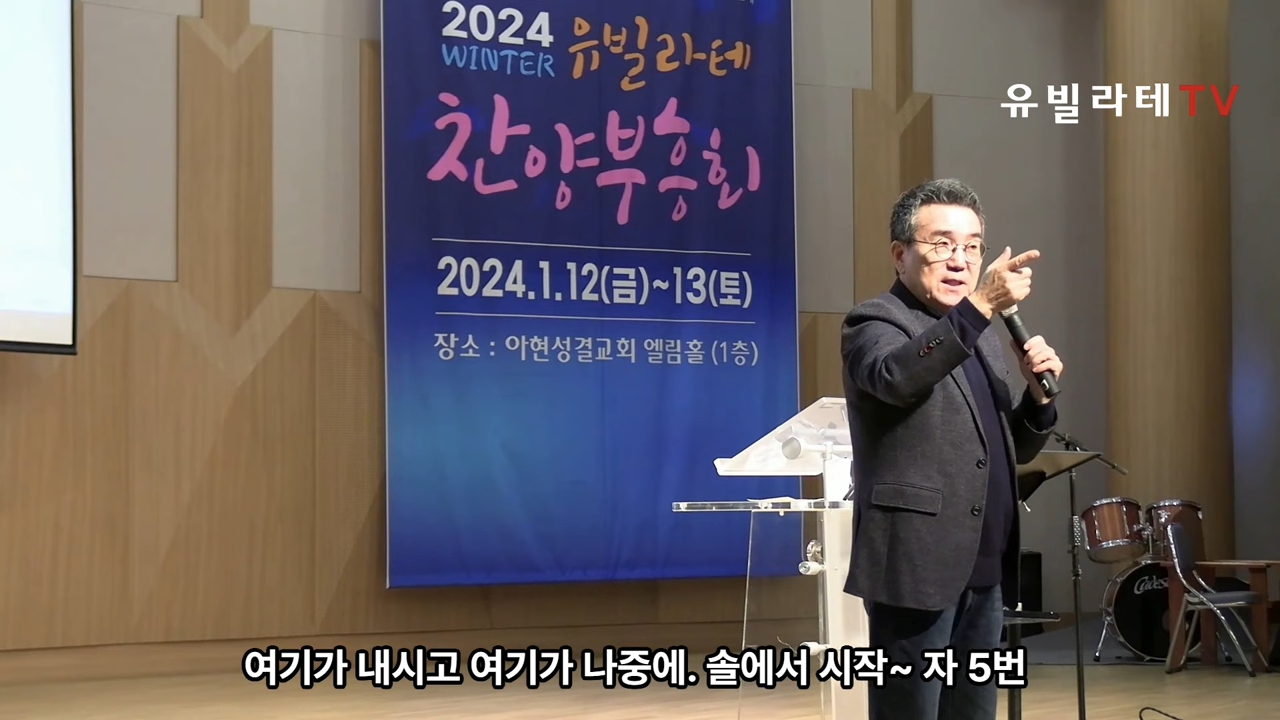 2024
WINTER 유빌라테
찬양부흥회
2024.1.12(금)~13(토)
장소 : 아현성결교회 엘림홀 (1층)
유빌라테TV
여기가 내시고 여기가 나중에. 솔에서 시작~ 자 5번